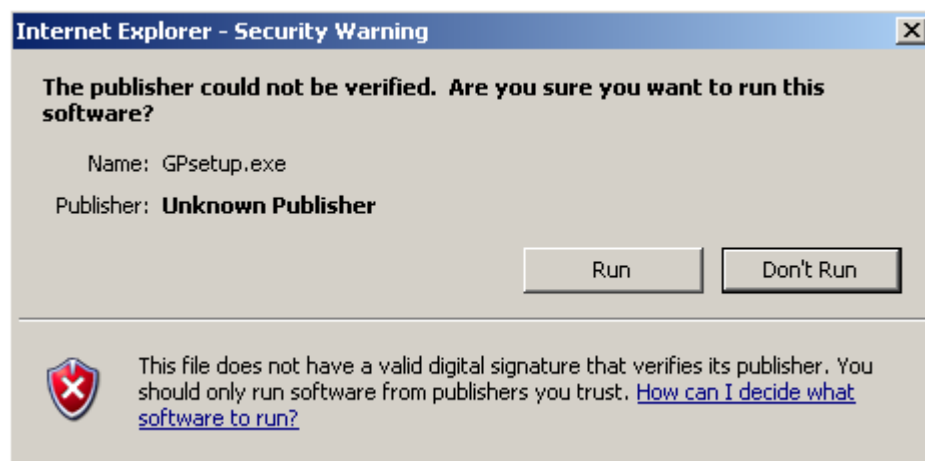 Internet Explorer - Security Warning
The publisher could not be verified.  Are you sure you want to run this
software?
Name: GPsetup.exe
Publisher: Unknown Publisher
Run Don't Run
This file does not have a valid digital signature that verifies its publisher. You
should only run software from publishers you trust. How can I decide what
software to run?